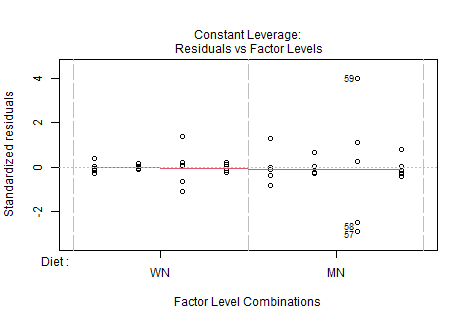 Constant Leverage:
Residuals vs Factor Levels
Standardized residuals
4
2
0
-2
59
58
57
Diet :
WN
MN
Factor Level Combinations